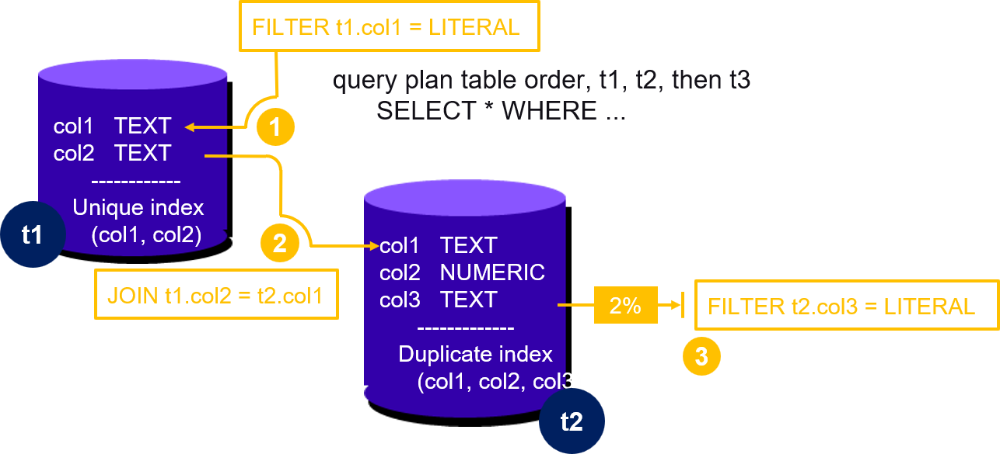 FILTER t1.col1 = LITERAL
query plan table order, t1, t2, then t3
SELECT * WHERE ...
1
col1 TEXT
col2 TEXT
------------
Unique index
(col1, col2)
t1
2
JOIN t1.col2 = t2.col1
col1 TEXT
col2 NUMERIC
col3 TEXT
-------------
Duplicate index
(col1, col2, col3
t2
2%
FILTER t2.col3 = LITERAL
3